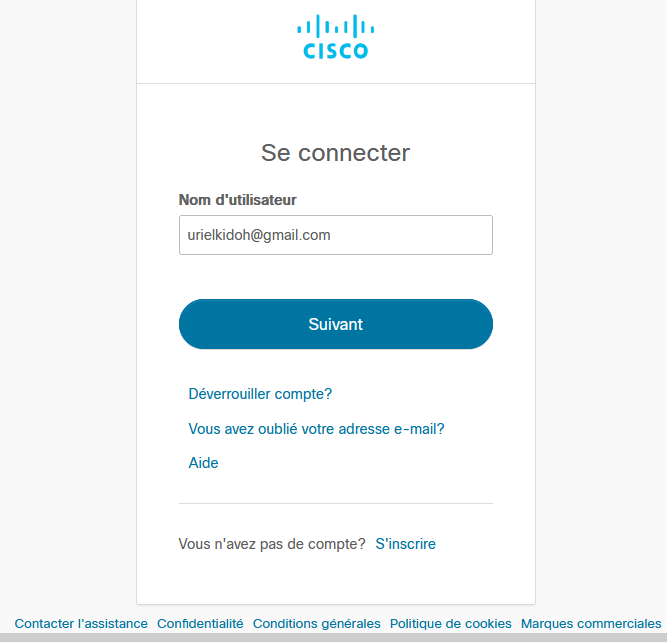 CISCO
Se connecter
Nom d'utilisateur
urielkidoh@gmail.com
Suivant
Déverrouiller compte?
Vous avez oublié votre adresse e-mail?
Aide
Vous n'avez pas de compte? S'inscrire
Contacter l'assistance Confidentialité Conditions générales Politique de cookies Marques commerciales